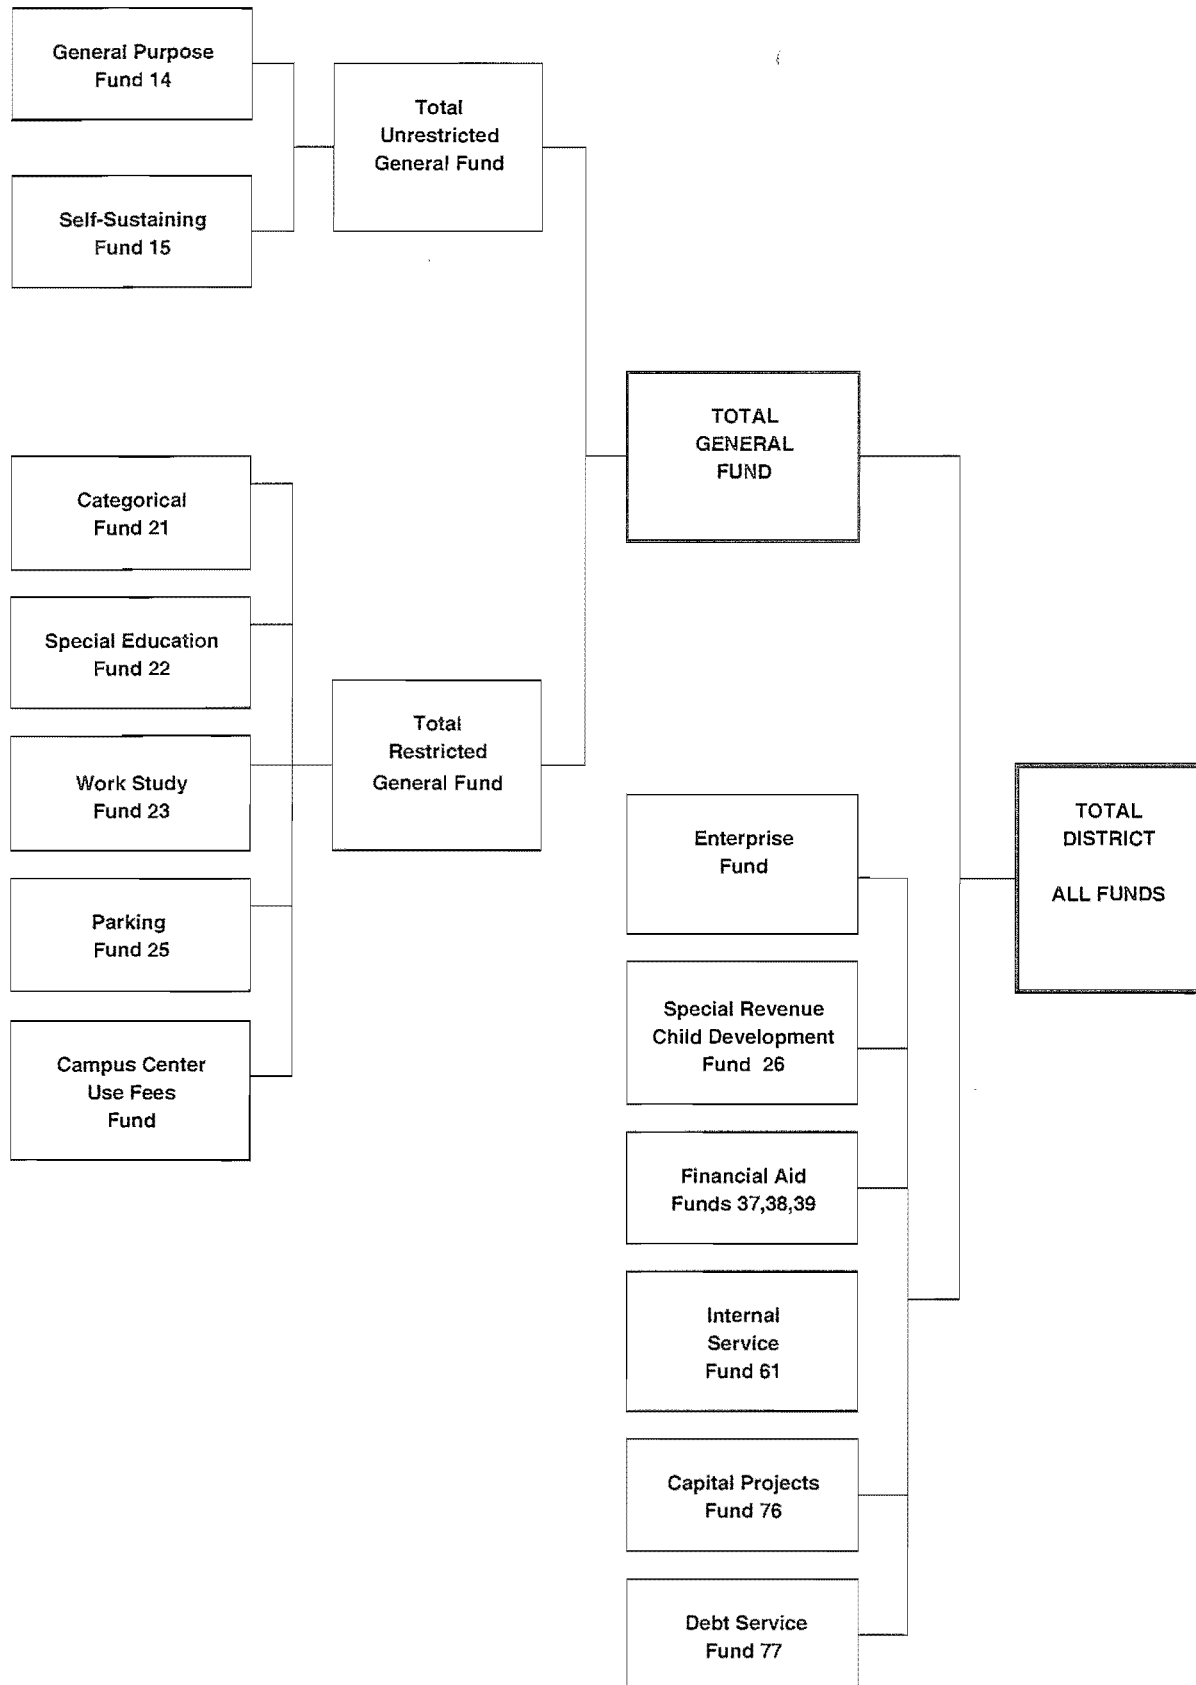 General Purpose
Fund 14
Total
Unrestricted
General Fund
Self-Sustaining
Fund 15
TOTAL
GENERAL
FUND
Categorical
Fund 21
Special Education
Fund 22
Total
Restricted
General Fund
Work Study
Fund 23
Parking
Fund 25
Campus Center
Use Fees
Fund
Enterprise
Fund
Special Revenue
Child Development
Fund 26
Financial Aid
Funds 37,38,39
Internal
Service
Fund 61
Capital Projects
Fund 76
Debt Service
Fund 77
TOTAL
DISTRICT
ALL FUNDS